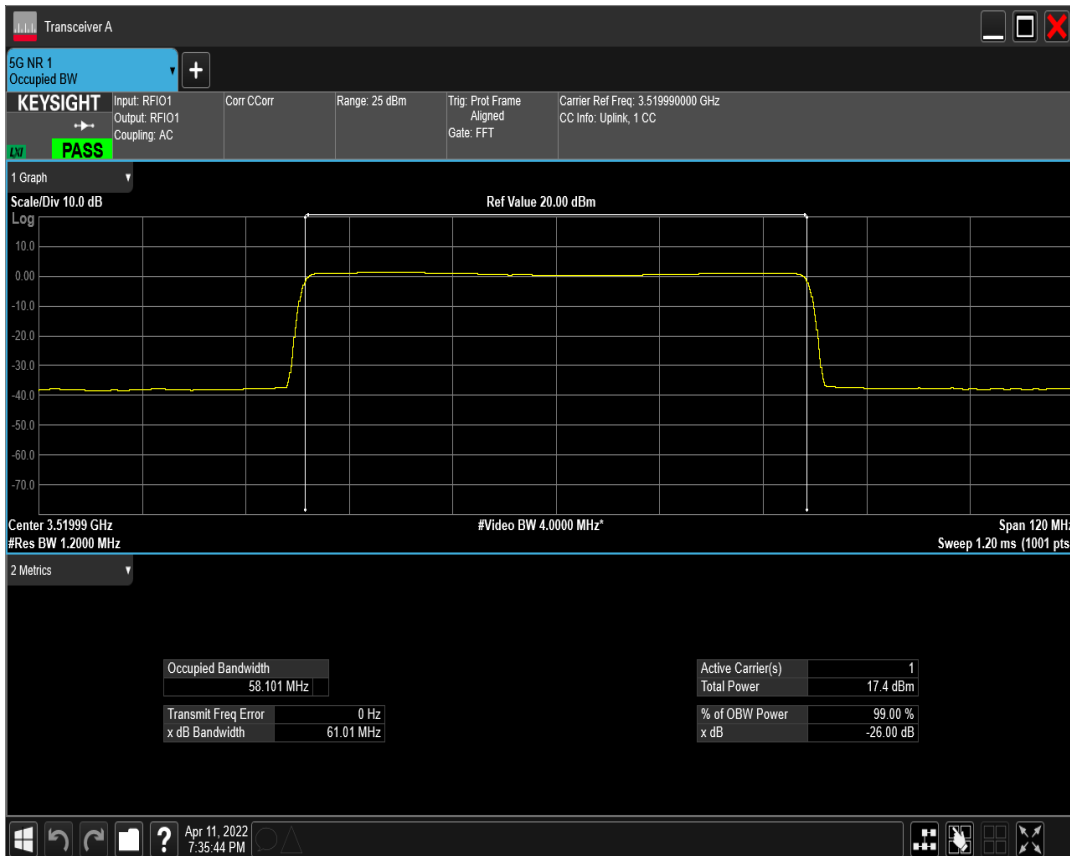 Transceiver A
5G NR 1
Occupied BW
+
KEYSIGHT
LXI
PASS
Input: RFIO1
Output: RFIO1
Coupling: AC
Corr CCorr
Range: 25 dBm
Trig: Prot Frame
Aligned
Gate: FFT
Carrier Ref Freq: 3.519990000 GHz
CC Info: Uplink, 1 CC
1 Graph
Scale/Div 10.0 dB
Ref Value 20.00 dBm
Log
10.0
0.00
-10.0
-20.0
-30.0
-40.0
-50.0
-60.0
-70.0
Center 3.51999 GHz
#Video BW 4.0000 MHz*
Span 120 MHz
#Res BW 1.2000 MHz
Sweep 1.20 ms (1001 pts
2 Metrics
Occupied Bandwidth
58.101 MHz
Transmit Freq Error 0 Hz
x dB Bandwidth 61.01 MHz
Active Carrier(s) 1
Total Power 17.4 dBm
% of OBW Power 99.00 %
x dB -26.00 dB
?
Apr 11, 2022
7:35:44 PM